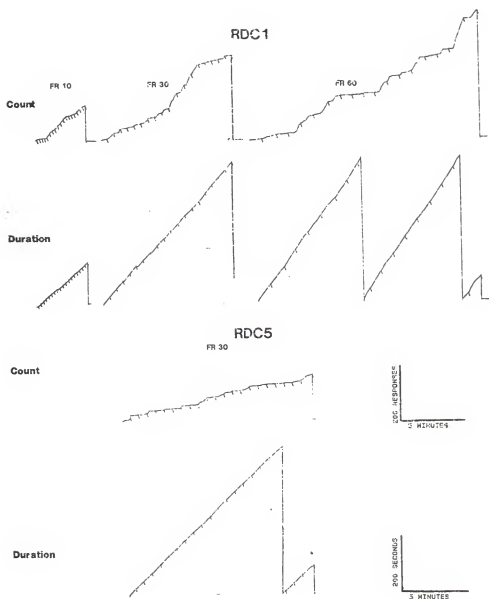 RDC1
FR 10
FR 30
FR 60
Count
Duration
RDC5
FR 30
Count
200 RESPONSES
5 MINUTES
Duration
200 SECONDS
5 MINUTES